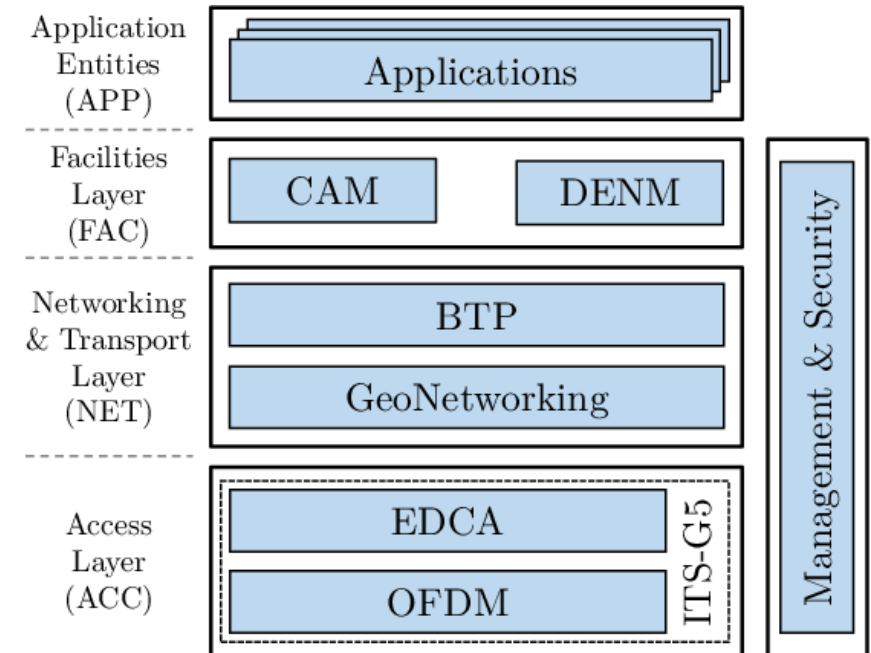 Application
Entities
(APP)
Applications
Facilities
Layer
(FAC)
CAM
DENM
Networking
& Transport
Layer
(NET)
BTP
GeoNetworking
Access
Layer
(ACC)
EDCA
OFDM
ITS-G5
Management & Security